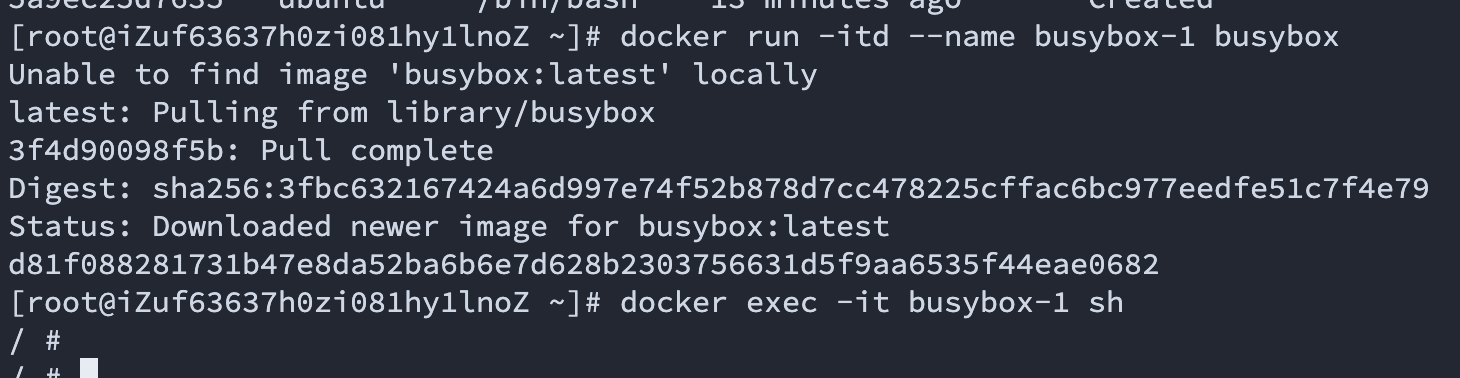 5a9ec25d7635 ubuntu "/bin/bash" 13 minutes ago Created
[root@iZuf63637h0zi081hy1lnoZ ~]# docker run -itd --name busybox-1 busybox
Unable to find image 'busybox:latest' locally
latest: Pulling from library/busybox
3f4d90098f5b: Pull complete
Digest: sha256:3fbc632167424a6d997e74f52b878d7cc478225cffac6bc977eedfe51c7f4e79
Status: Downloaded newer image for busybox:latest
d81f088281731b47e8da52ba6b6e7d628b2303756631d5f9aa6535f44eae0682
[root@iZuf63637h0zi081hy1lnoZ ~]# docker exec -it busybox-1 sh
/ #
/ #